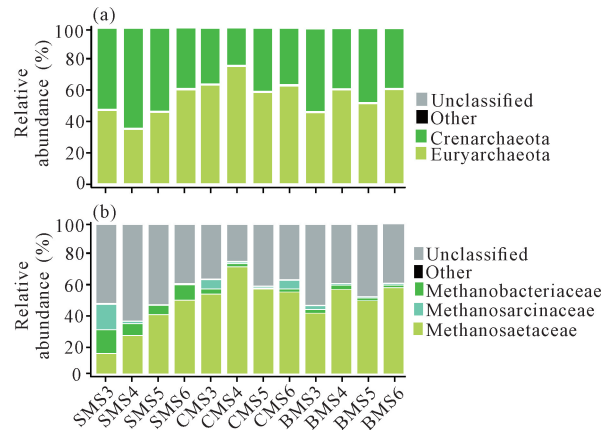 (a)
100
80
60
40
20
0
Relative
abundance (%)
Unclassified
Other
Crenarchaeota
Euryarchaeota
(b)
100
80
60
40
20
0
Relative
abundance (%)
Unclassified
Other
Methanobacteriaceae
Methanosarcinaceae
Methanosaetaceae
SMS3
SMS4
SMS5
SMS6
CMS3
CMS4
CMS5
CMS6
BMS3
BMS4
BMS5
BMS6